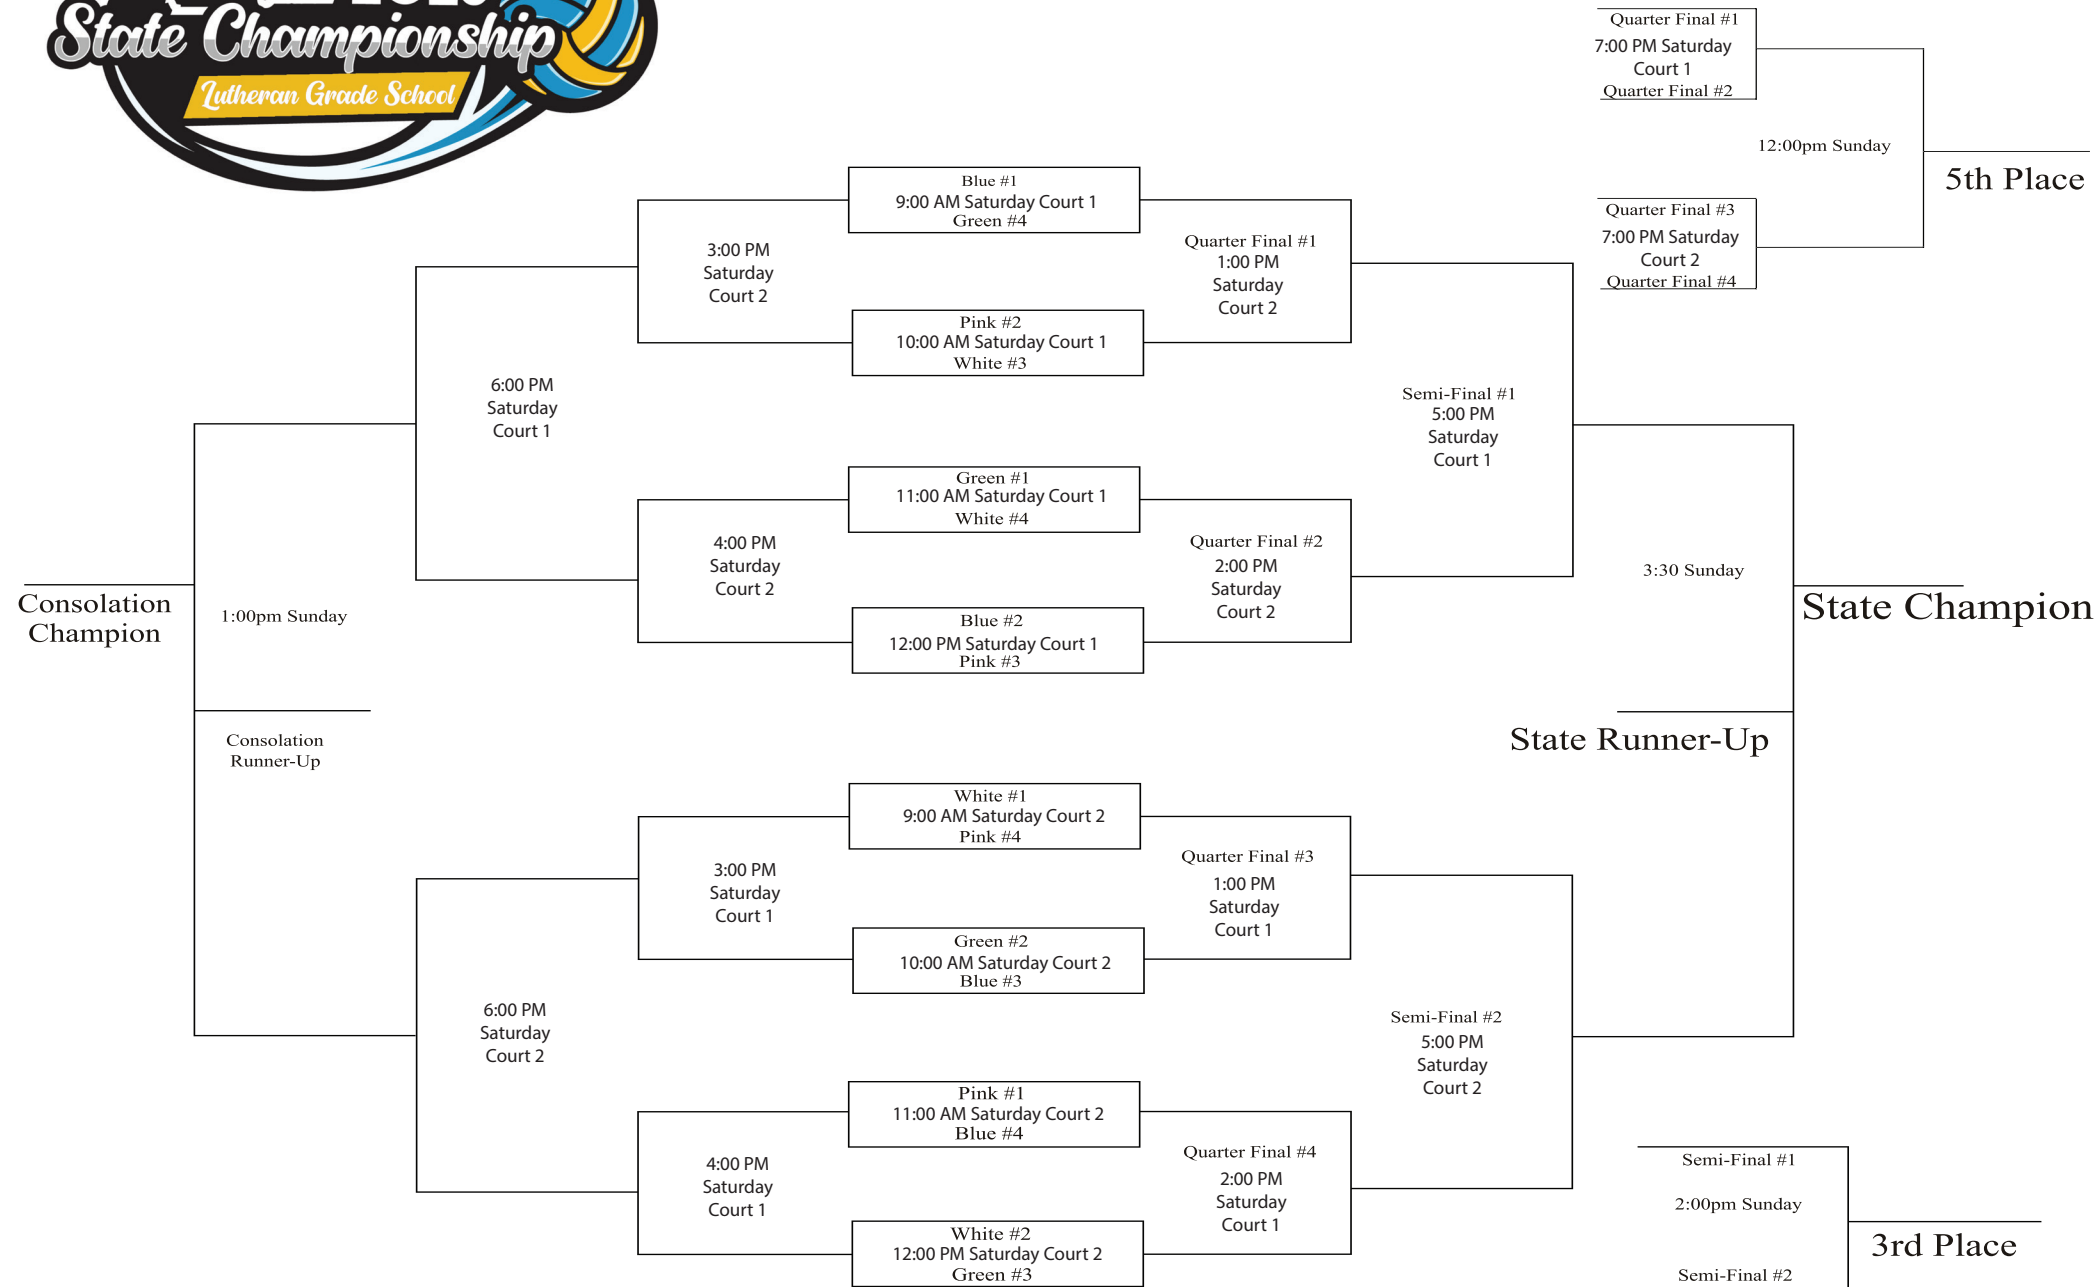 State Championship
Lutheran Grade School
Quarter Final #1
7:00 PM Saturday
Court 1
Quarter Final #2
12:00pm Sunday
5th Place
Quarter Final #3
7:00 PM Saturday
Court 2
Quarter Final #4
Blue #1
9:00 AM Saturday Court 1
Green #4
3:00 PM
Saturday
Court 2
Quarter Final #1
1:00 PM
Saturday
Court 2
Pink #2
10:00 AM Saturday Court 1
White #3
6:00 PM
Saturday
Court 1
Semi-Final #1
5:00 PM
Saturday
Court 1
Green #1
11:00 AM Saturday Court 1
White #4
4:00 PM
Saturday
Court 2
Quarter Final #2
2:00 PM
Saturday
Court 2
Blue #2
12:00 PM Saturday Court 1
Pink #3
Consolation
Champion
1:00pm Sunday
3:30 Sunday
State Champion
Consolation
Runner-Up
State Runner-Up
White #1
9:00 AM Saturday Court 2
Pink #4
3:00 PM
Saturday
Court 1
Quarter Final #3
1:00 PM
Saturday
Court 1
Green #2
10:00 AM Saturday Court 2
Blue #3
6:00 PM
Saturday
Court 2
Semi-Final #2
5:00 PM
Saturday
Court 2
Pink #1
11:00 AM Saturday Court 2
Blue #4
4:00 PM
Saturday
Court 1
Quarter Final #4
2:00 PM
Saturday
Court 1
White #2
12:00 PM Saturday Court 2
Green #3
Semi-Final #1
2:00pm Sunday
3rd Place
Semi-Final #2